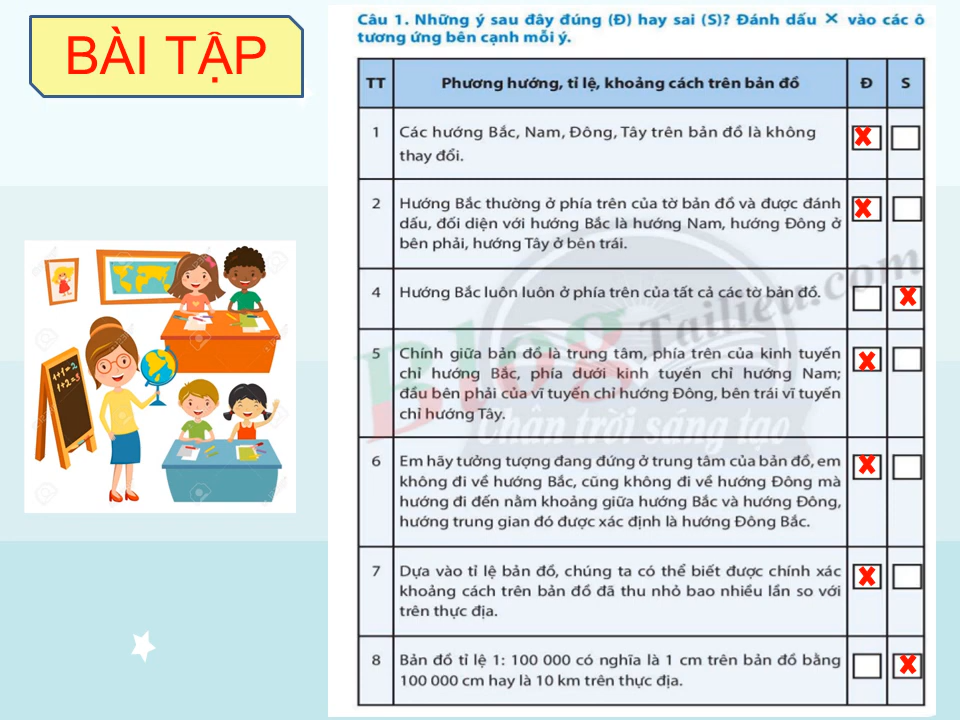 BÀI TẬP
Câu 1. Những ý sau đây đúng (Đ) hay sai (S)? Đánh dấu × vào các ô
tương ứng bên cạnh mỗi ý.
TT Phương hướng, tỉ lệ, khoảng cách trên bản đồ Đ S
1 Các hướng Bắc, Nam, Đông, Tây trên bản đồ là không
thay đổi.
2 Hướng Bắc thường ở phía trên của tờ bản đồ và được đánh
dấu, đối diện với hướng Bắc là hướng Nam, hướng Đông ở
bên phải, hướng Tây ở bên trái.
4 Hướng Bắc luôn luôn ở phía trên của tất cả các tờ bản đồ.
5 Chính giữa bản đồ là trung tâm, phía trên của kinh tuyến
chỉ hướng Bắc, phía dưới kinh tuyến chỉ hướng Nam;
đầu bên phải của vĩ tuyến chỉ hướng Đông, bên trái vĩ tuyến
chỉ hướng Tây.
6 Em hãy tưởng tượng đang đứng ở trung tâm của bản đồ, em
không đi về hướng Bắc, cũng không đi về hướng Đông mà
hướng đi đến nằm khoảng giữa hướng Bắc và hướng Đông,
hướng trung gian đó được xác định là hướng Đông Bắc.
7 Dựa vào tỉ lệ bản đồ, chúng ta có thể biết được chính xác
khoảng cách trên bản đồ đã thu nhỏ bao nhiêu lần so với
trên thực địa.
8 Bản đồ tỉ lệ 1: 100 000 có nghĩa là 1 cm trên bản đồ bằng
100 000 cm hay là 10 km trên thực địa.
BlogTailieu.com
Chân trời sáng tạo